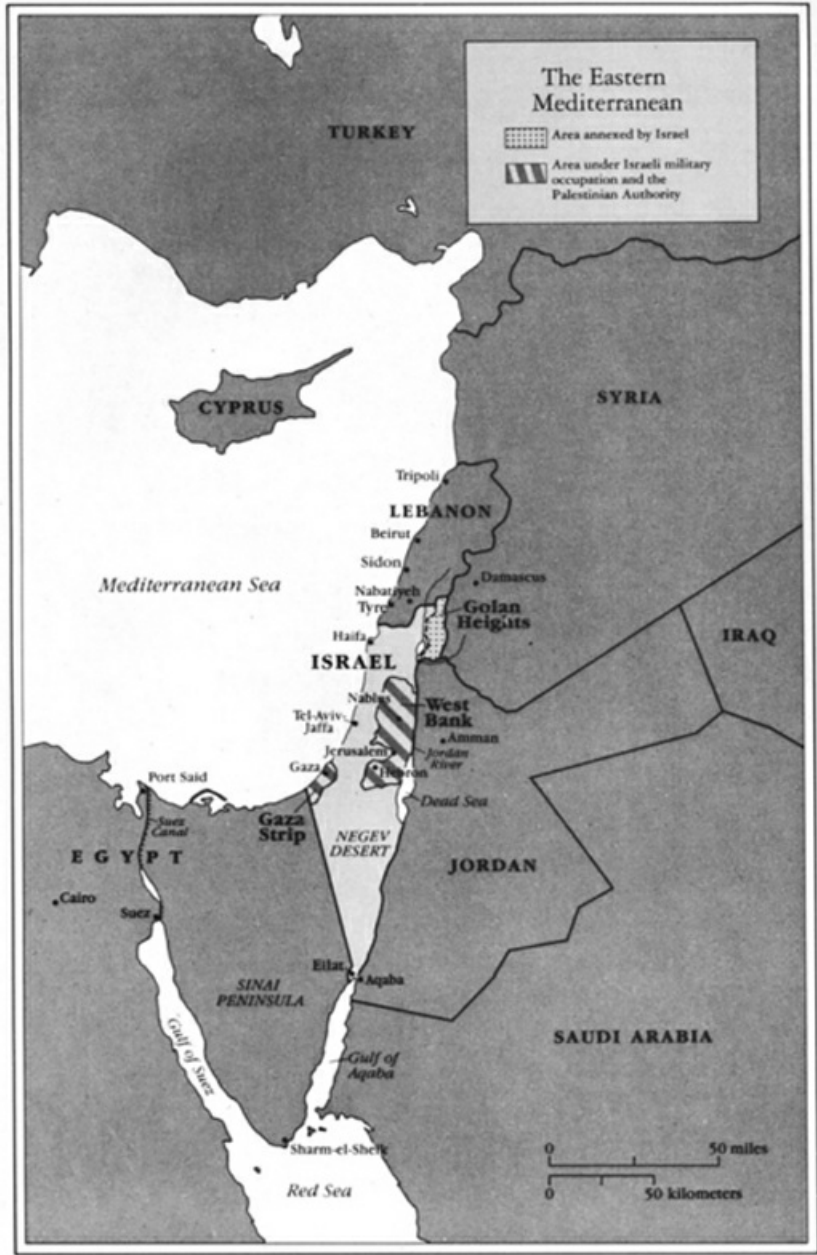 The Eastern
Mediterranean
Area annexed by Israel
Area under Israeli military
occupation and the
Palestinian Authority
TURKEY
CYPRUS
SYRIA
Tripoli
LEBANON
Beirut
Sidon
Damascus
Mediterranean Sea
Nabatiyeh
Tyre
Golan
Heights
Haifa
IRAQ
ISRAEL
Nablus
West
Bank
Tel-Aviv-
Jaffa
Amman
Jerusalem
Jordan
River
Gaza
Hebron
Port Said
Dead Sea
Suez
Canal
Gaza
Strip
NEGEV
DESERT
EGYPT
JORDAN
Cairo
Suez
Eilat
Aqaba
SINAI
PENINSULA
Gulf of Suez
SAUDI ARABIA
Gulf of
Aqaba
Sharm-el-Sheik
Red Sea
0 50 miles
0 50 kilometers